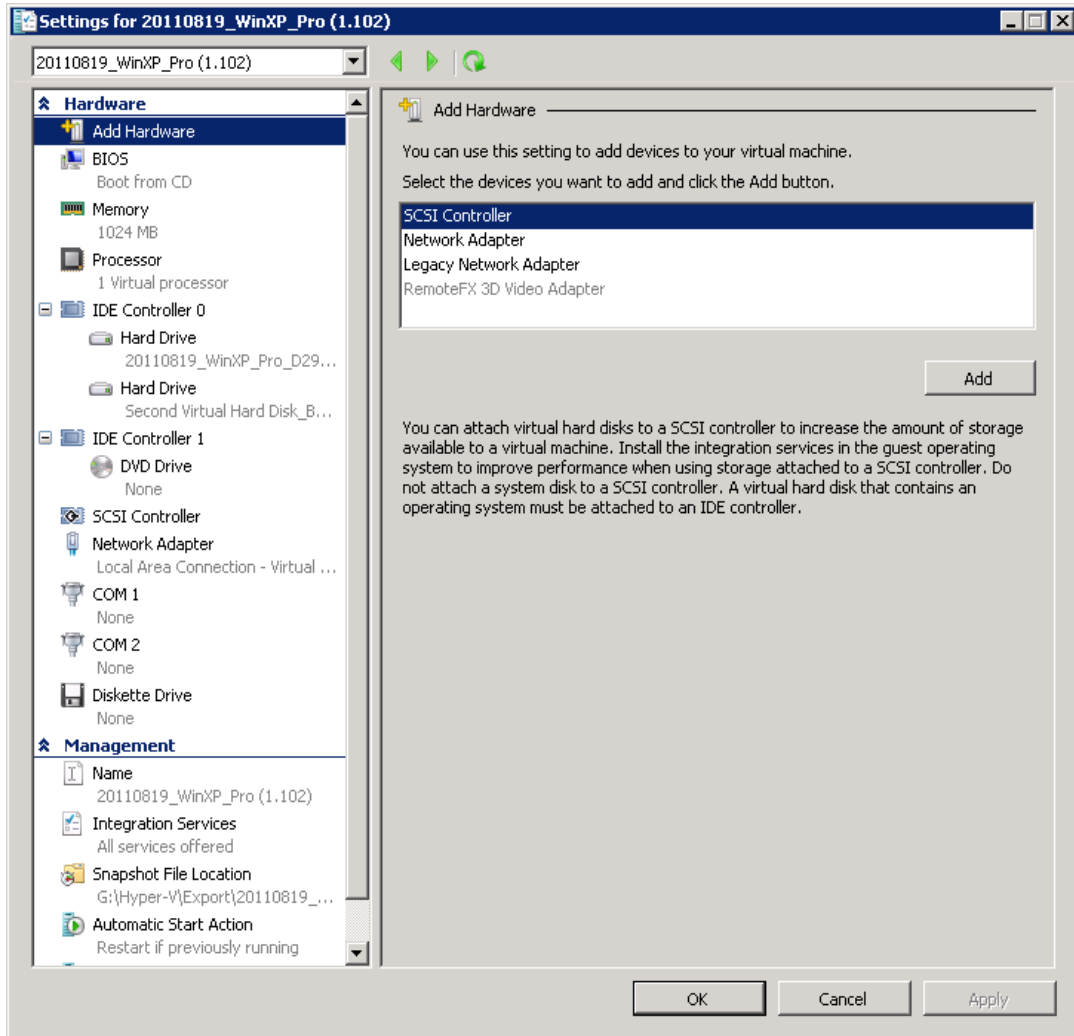 Settings for 20110819_WinXP_Pro (1.102)
20110819_WinXP_Pro (1.102)
Hardware
Add Hardware
BIOS
Boot from CD
Memory
1024 MB
Processor
1 Virtual processor
IDE Controller 0
Hard Drive
20110819_WinXP_Pro_D29...
Hard Drive
Second Virtual Hard Disk_B...
IDE Controller 1
DVD Drive
None
SCSI Controller
Network Adapter
Local Area Connection - Virtual ...
COM 1
None
COM 2
None
Diskette Drive
None
Management
Name
20110819_WinXP_Pro (1.102)
Integration Services
All services offered
Snapshot File Location
G:\Hyper-V\Export\20110819_...
Automatic Start Action
Restart if previously running
Add Hardware
You can use this setting to add devices to your virtual machine.
Select the devices you want to add and click the Add button.
SCSI Controller
Network Adapter
Legacy Network Adapter
RemoteFX 3D Video Adapter
Add
You can attach virtual hard disks to a SCSI controller to increase the amount of storage
available to a virtual machine. Install the integration services in the guest operating
system to improve performance when using storage attached to a SCSI controller. Do
not attach a system disk to a SCSI controller. A virtual hard disk that contains an
operating system must be attached to an IDE controller.
OK
Cancel
Apply